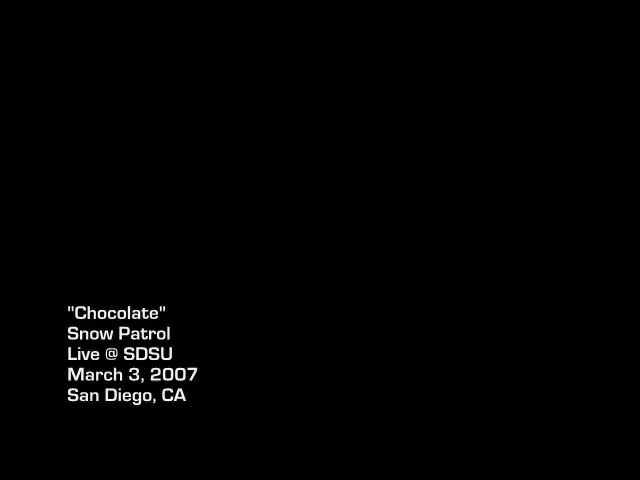 "Chocolate"
Snow Patrol
Live @ SDSU
March 3, 2007
San Diego, CA